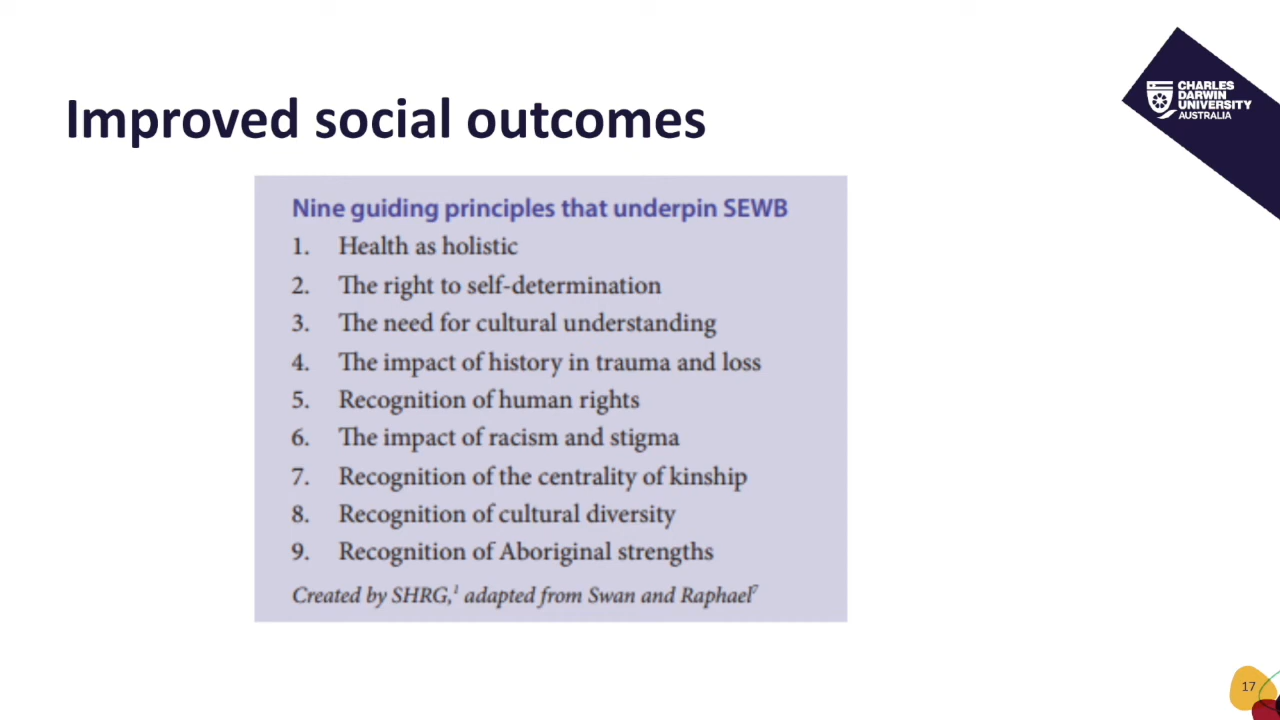 CHARLES
DARWIN
UNIVERSITY
AUSTRALIA
Improved social outcomes
Nine guiding principles that underpin SEWB
1. Health as holistic
2. The right to self-determination
3. The need for cultural understanding
4. The impact of history in trauma and loss
5. Recognition of human rights
6. The impact of racism and stigma
7. Recognition of the centrality of kinship
8. Recognition of cultural diversity
9. Recognition of Aboriginal strengths
Created by SHRG,¹ adapted from Swan and Raphael⁷
17